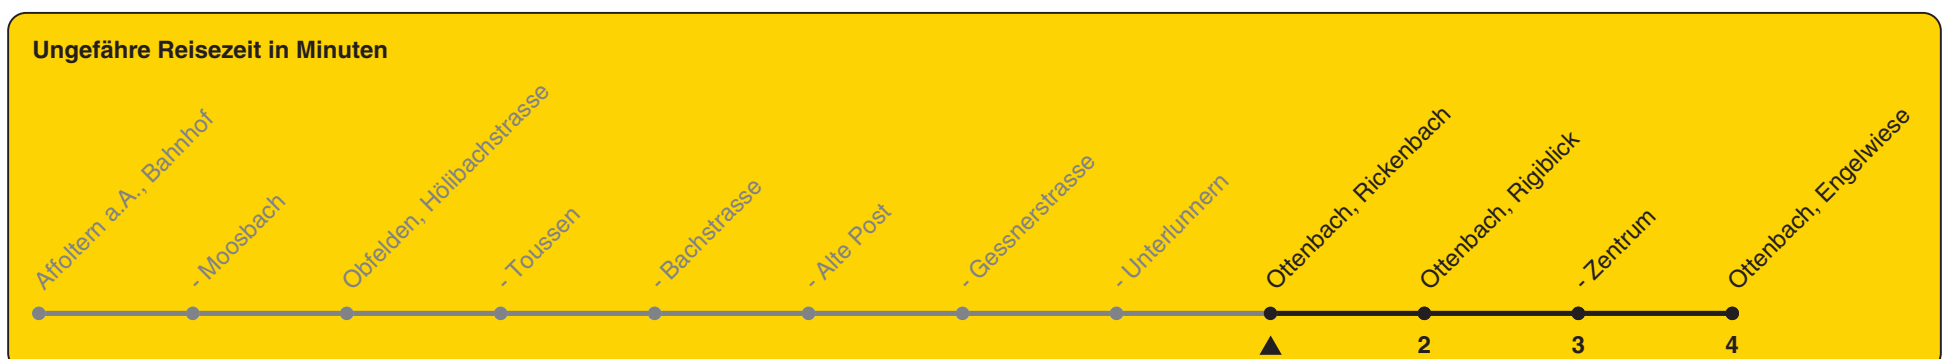 Ungefähre Reisezeit in Minuten
Affoltern a.A., Bahnhof
- Moosbach
Obfelden, Hölibachstrasse
- Toussen
- Bachstrasse
- Alte Post
- Gessnerstrasse
- Unterlunnern
Ottenbach, Rickenbach
Ottenbach, Rigiblick
- Zentrum
Ottenbach, Engelwiese
2 3 4